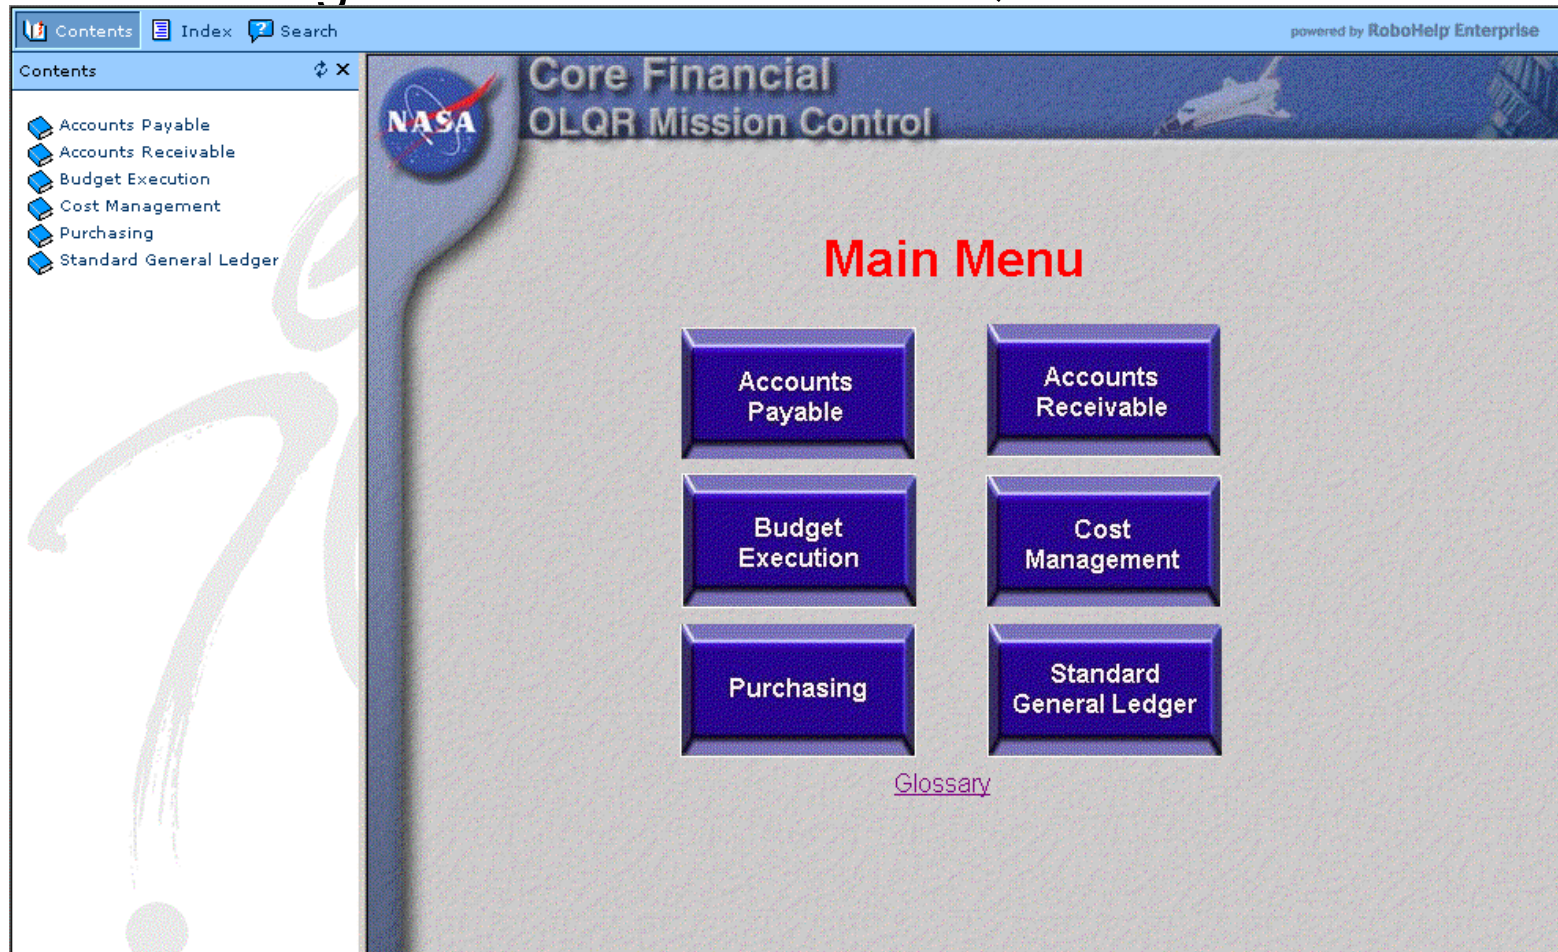 Contents Index Search
powered by RoboHelp Enterprise
Contents
Accounts Payable
Accounts Receivable
Budget Execution
Cost Management
Purchasing
Standard General Ledger
NASA
Core Financial
OLQR Mission Control
Main Menu
Accounts
Payable
Accounts
Receivable
Budget
Execution
Cost
Management
Purchasing
Standard
General Ledger
Glossary